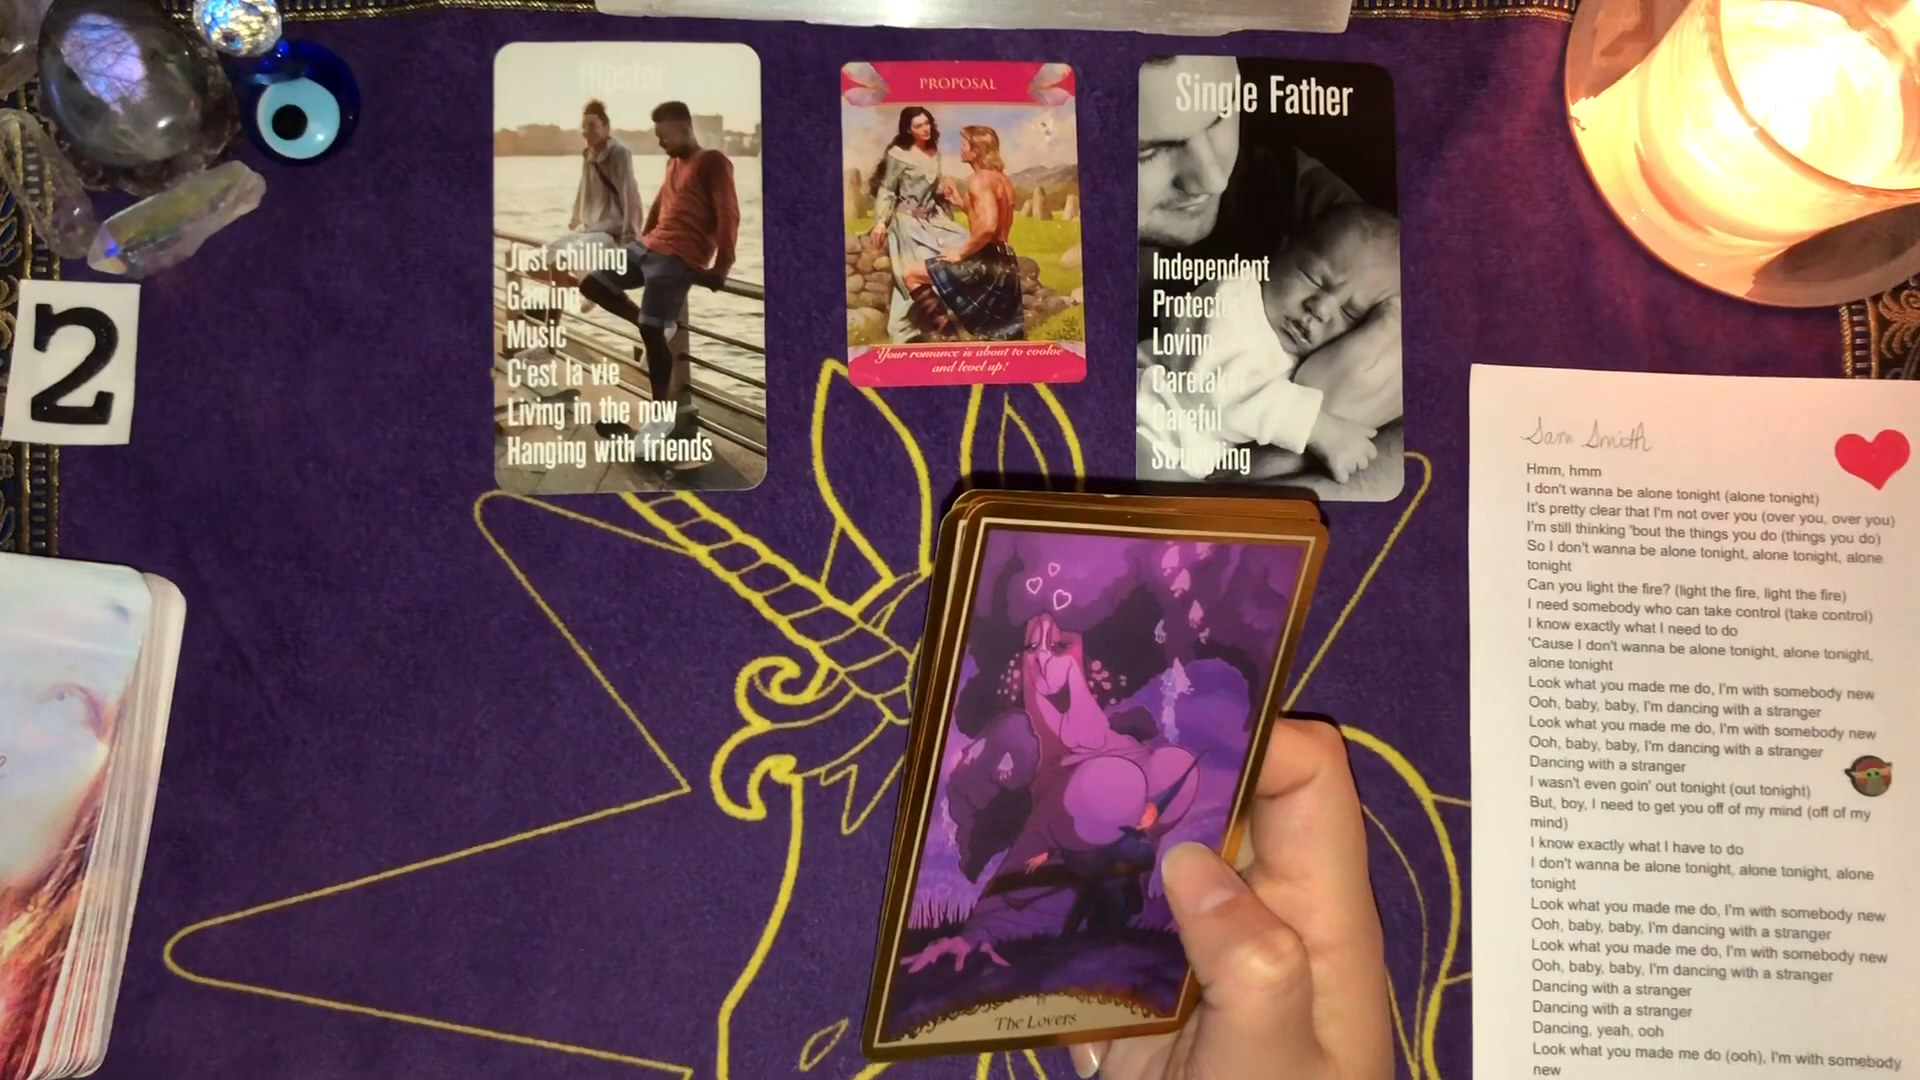 2
Hipster
Just chilling
Gaming
Music
C'est la vie
Living in the now
Hanging with friends
PROPOSAL
Your romance is about to evolve
and level up!
Single Father
Independent
Protector
Loving
Caretaker
Careful
Struggling
The Lovers
Sam Smith
Hmm, hmm
I don't wanna be alone tonight (alone tonight)
It's pretty clear that I'm not over you (over you, over you)
I'm still thinking 'bout the things you do (things you do)
So I don't wanna be alone tonight, alone tonight, alone
tonight
Can you light the fire? (light the fire, light the fire)
I need somebody who can take control (take control)
I know exactly what I need to do
'Cause I don't wanna be alone tonight, alone tonight,
alone tonight
Look what you made me do, I'm with somebody new
Ooh, baby, baby, I'm dancing with a stranger
Look what you made me do, I'm with somebody new
Ooh, baby, baby, I'm dancing with a stranger
Dancing with a stranger
I wasn't even goin' out tonight (out tonight)
But, boy, I need to get you off of my mind (off of my
mind)
I know exactly what I have to do
I don't wanna be alone tonight, alone tonight, alone
tonight
Look what you made me do, I'm with somebody new
Ooh, baby, baby, I'm dancing with a stranger
Look what you made me do, I'm with somebody new
Ooh, baby, baby, I'm dancing with a stranger
Dancing with a stranger
Dancing with a stranger
Dancing, yeah, ooh
Look what you made me do (ooh), I'm with somebody
new